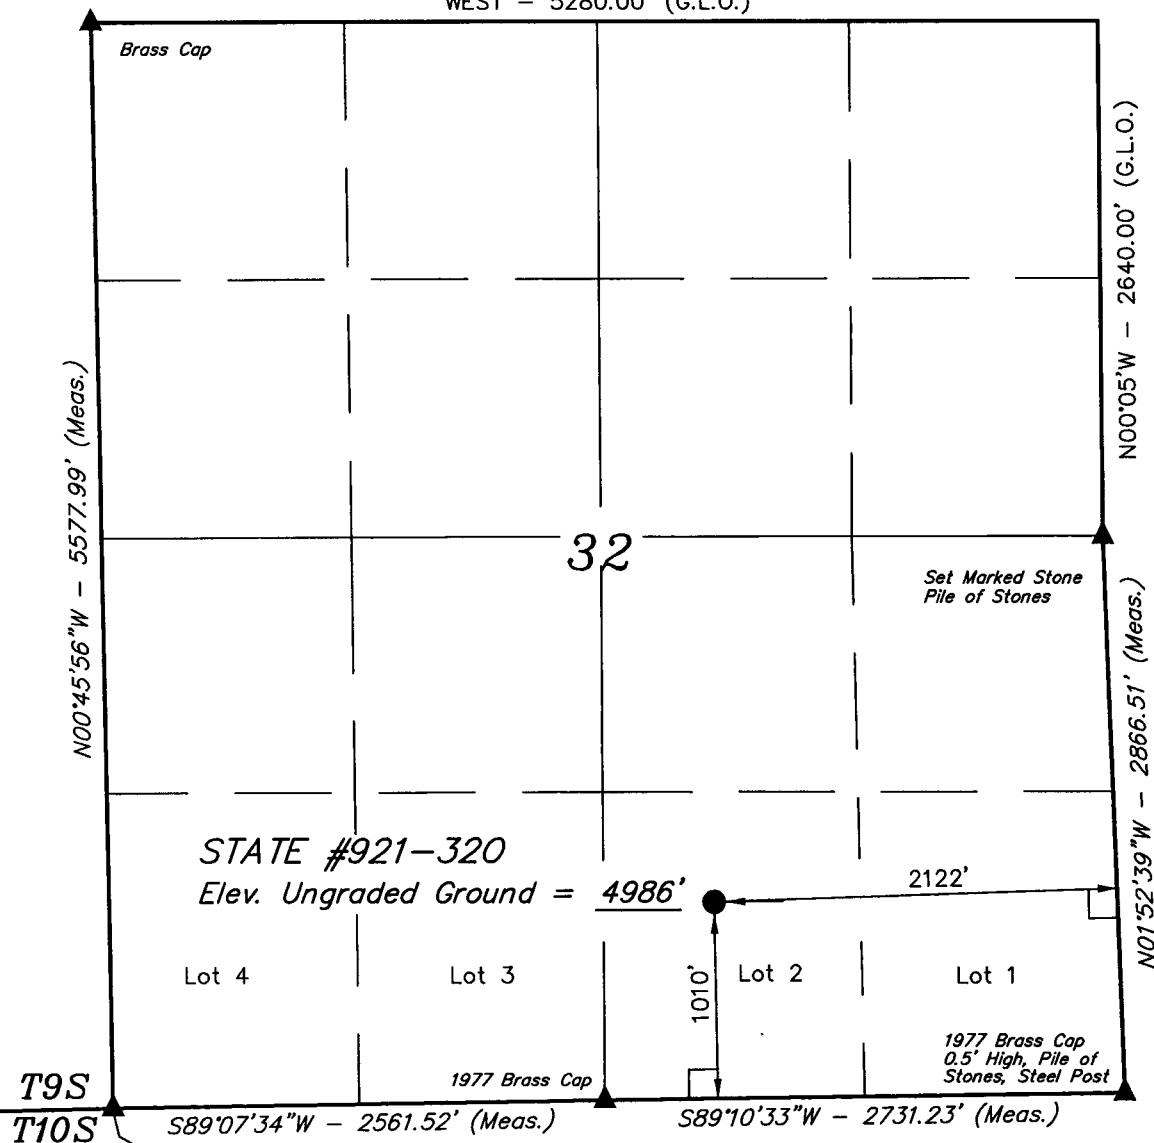 WEST – 5280.00' (G.L.O.)
Brass Cap
N00°05'W – 2640.00' (G.L.O.)
N00°45'56"W – 5577.99' (Meas.)
32
Set Marked Stone
Pile of Stones
N01°52'39"W – 2866.51' (Meas.)
STATE #921–32O
Elev. Ungraded Ground = 4986'
2122'
1010'
Lot 4
Lot 3
Lot 2
Lot 1
1977 Brass Cap
0.5' High, Pile of
Stones, Steel Post
1977 Brass Cap
T9S
T10S
S89°07'34"W – 2561.52' (Meas.)
S89°10'33"W – 2731.23' (Meas.)